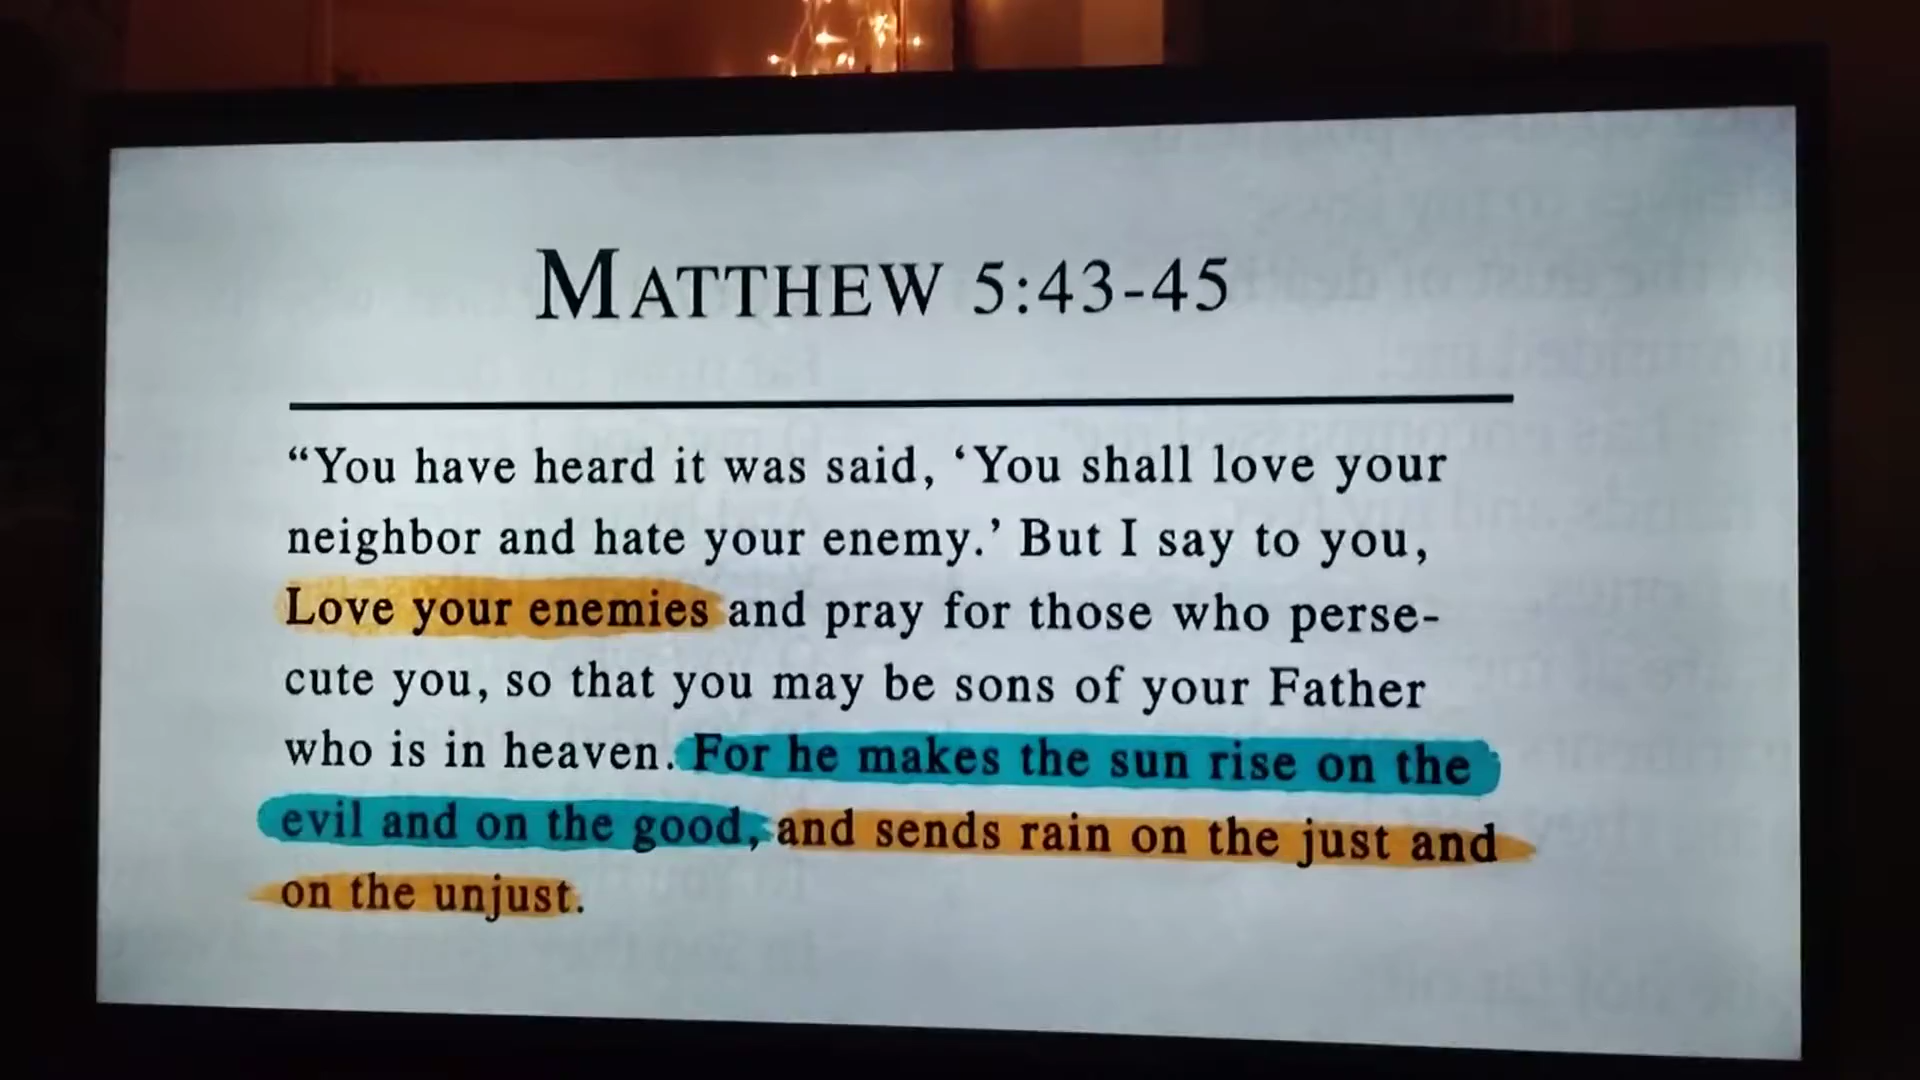 MATTHEW 5:43-45
“You have heard it was said, ‘You shall love your
neighbor and hate your enemy.’ But I say to you,
Love your enemies and pray for those who perse-
cute you, so that you may be sons of your Father
who is in heaven. For he makes the sun rise on the
evil and on the good, and sends rain on the just and
on the unjust.